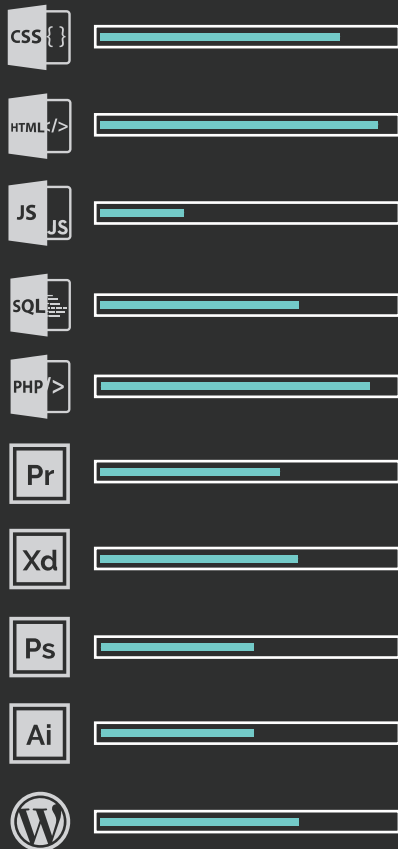 CSS { }
HTML </>
JS JS
SQL
PHP />
Pr
Xd
Ps
Ai
W